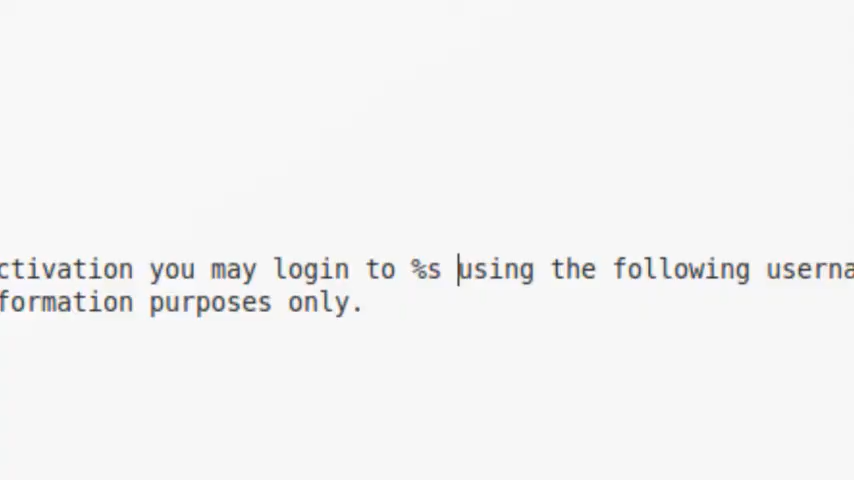 ctivation you may login to %s using the following userna
formation purposes only.